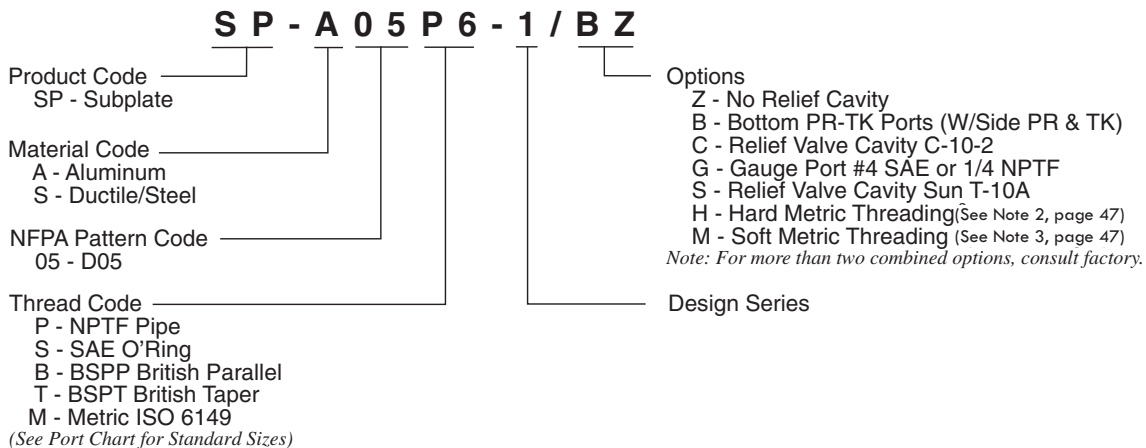 SP-A05P6-1/BZ
Product Code
SP - Subplate
Material Code
A - Aluminum
S - Ductile/Steel
NFPA Pattern Code
05 - D05
Thread Code
P - NPTF Pipe
S - SAE O'Ring
B - BSPP British Parallel
T - BSPT British Taper
M - Metric ISO 6149
(See Port Chart for Standard Sizes)
Options
Z - No Relief Cavity
B - Bottom PR-TK Ports (W/Side PR & TK)
C - Relief Valve Cavity C-10-2
G - Gauge Port #4 SAE or 1/4 NPTF
S - Relief Valve Cavity Sun T-10A
H - Hard Metric Threading(See Note 2, page 47)
M - Soft Metric Threading (See Note 3, page 47)
Note: For more than two combined options, consult factory.
Design Series